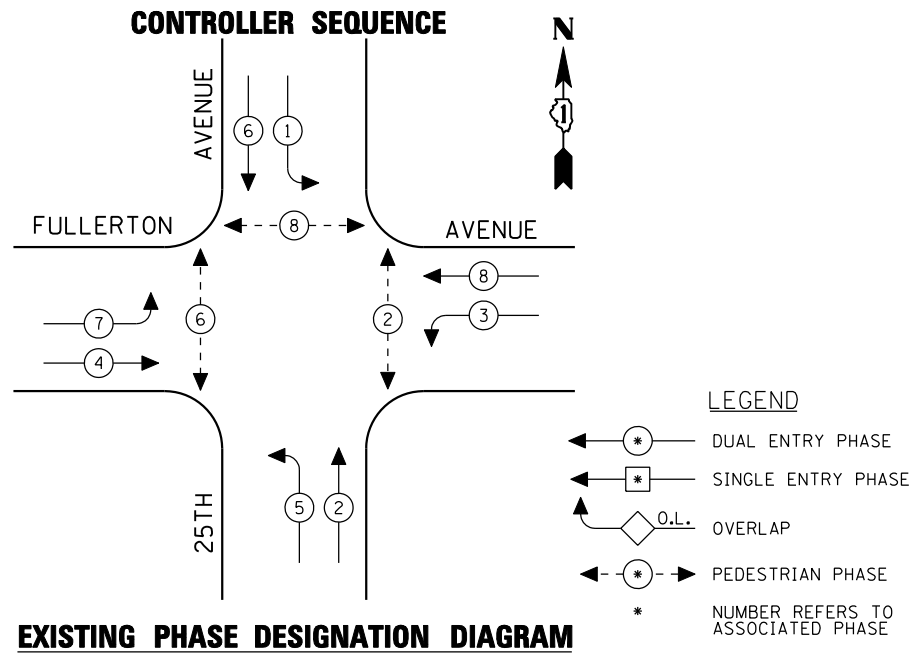 CONTROLLER SEQUENCE
N
1
AVENUE
6
1
FULLERTON
8
AVENUE
8
7
6
2
3
4
25TH
5
2
LEGEND
* DUAL ENTRY PHASE
* SINGLE ENTRY PHASE
O.L. OVERLAP
* PEDESTRIAN PHASE
* NUMBER REFERS TO
ASSOCIATED PHASE
EXISTING PHASE DESIGNATION DIAGRAM